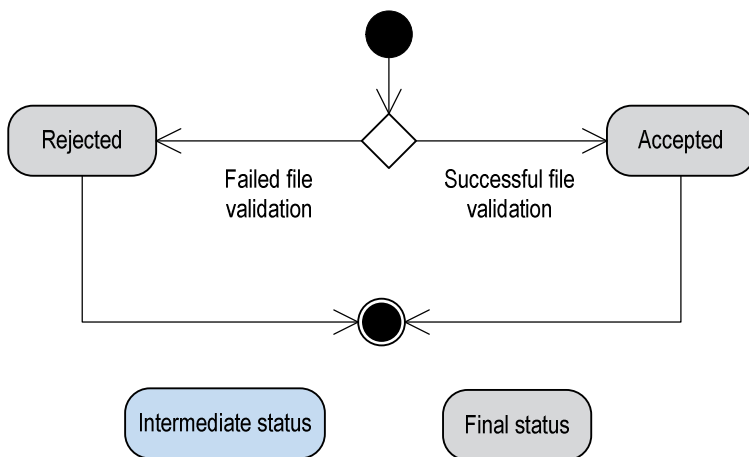 Rejected
Accepted
Failed file
validation
Successful file
validation
Intermediate status
Final status